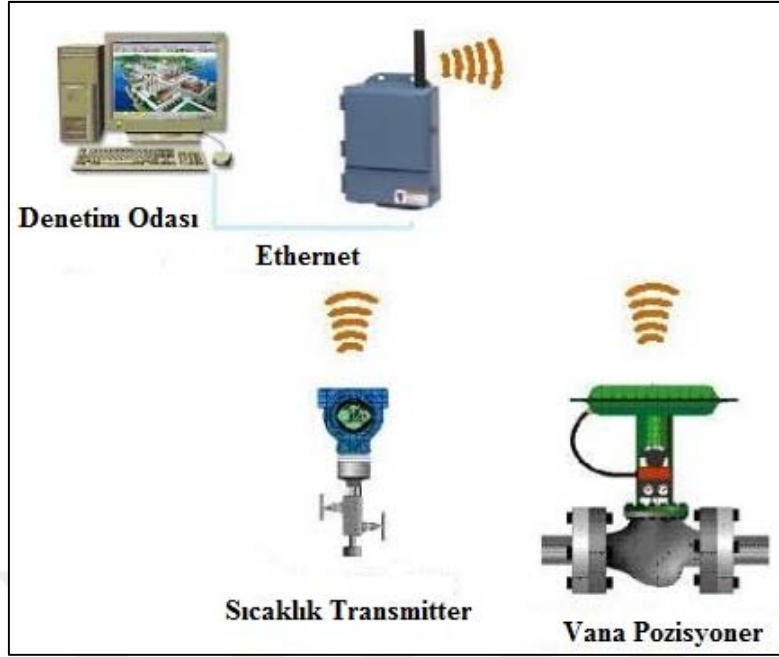 Denetim Odası
Ethernet
Sıcaklık Transmitter
Vana Pozisyoner